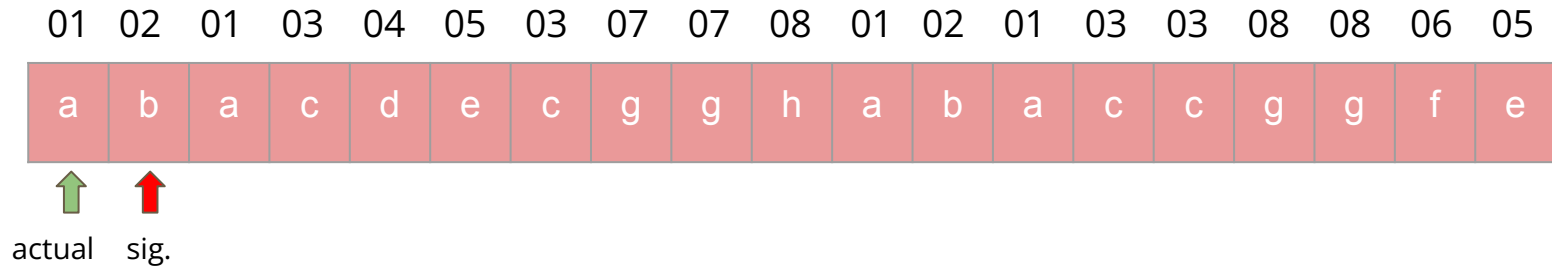 01 02 01 03 04 05 03 07 07 08 01 02 01 03 03 08 08 06 05
a b a c d e c g g h a b a c c g g f e
actual sig.